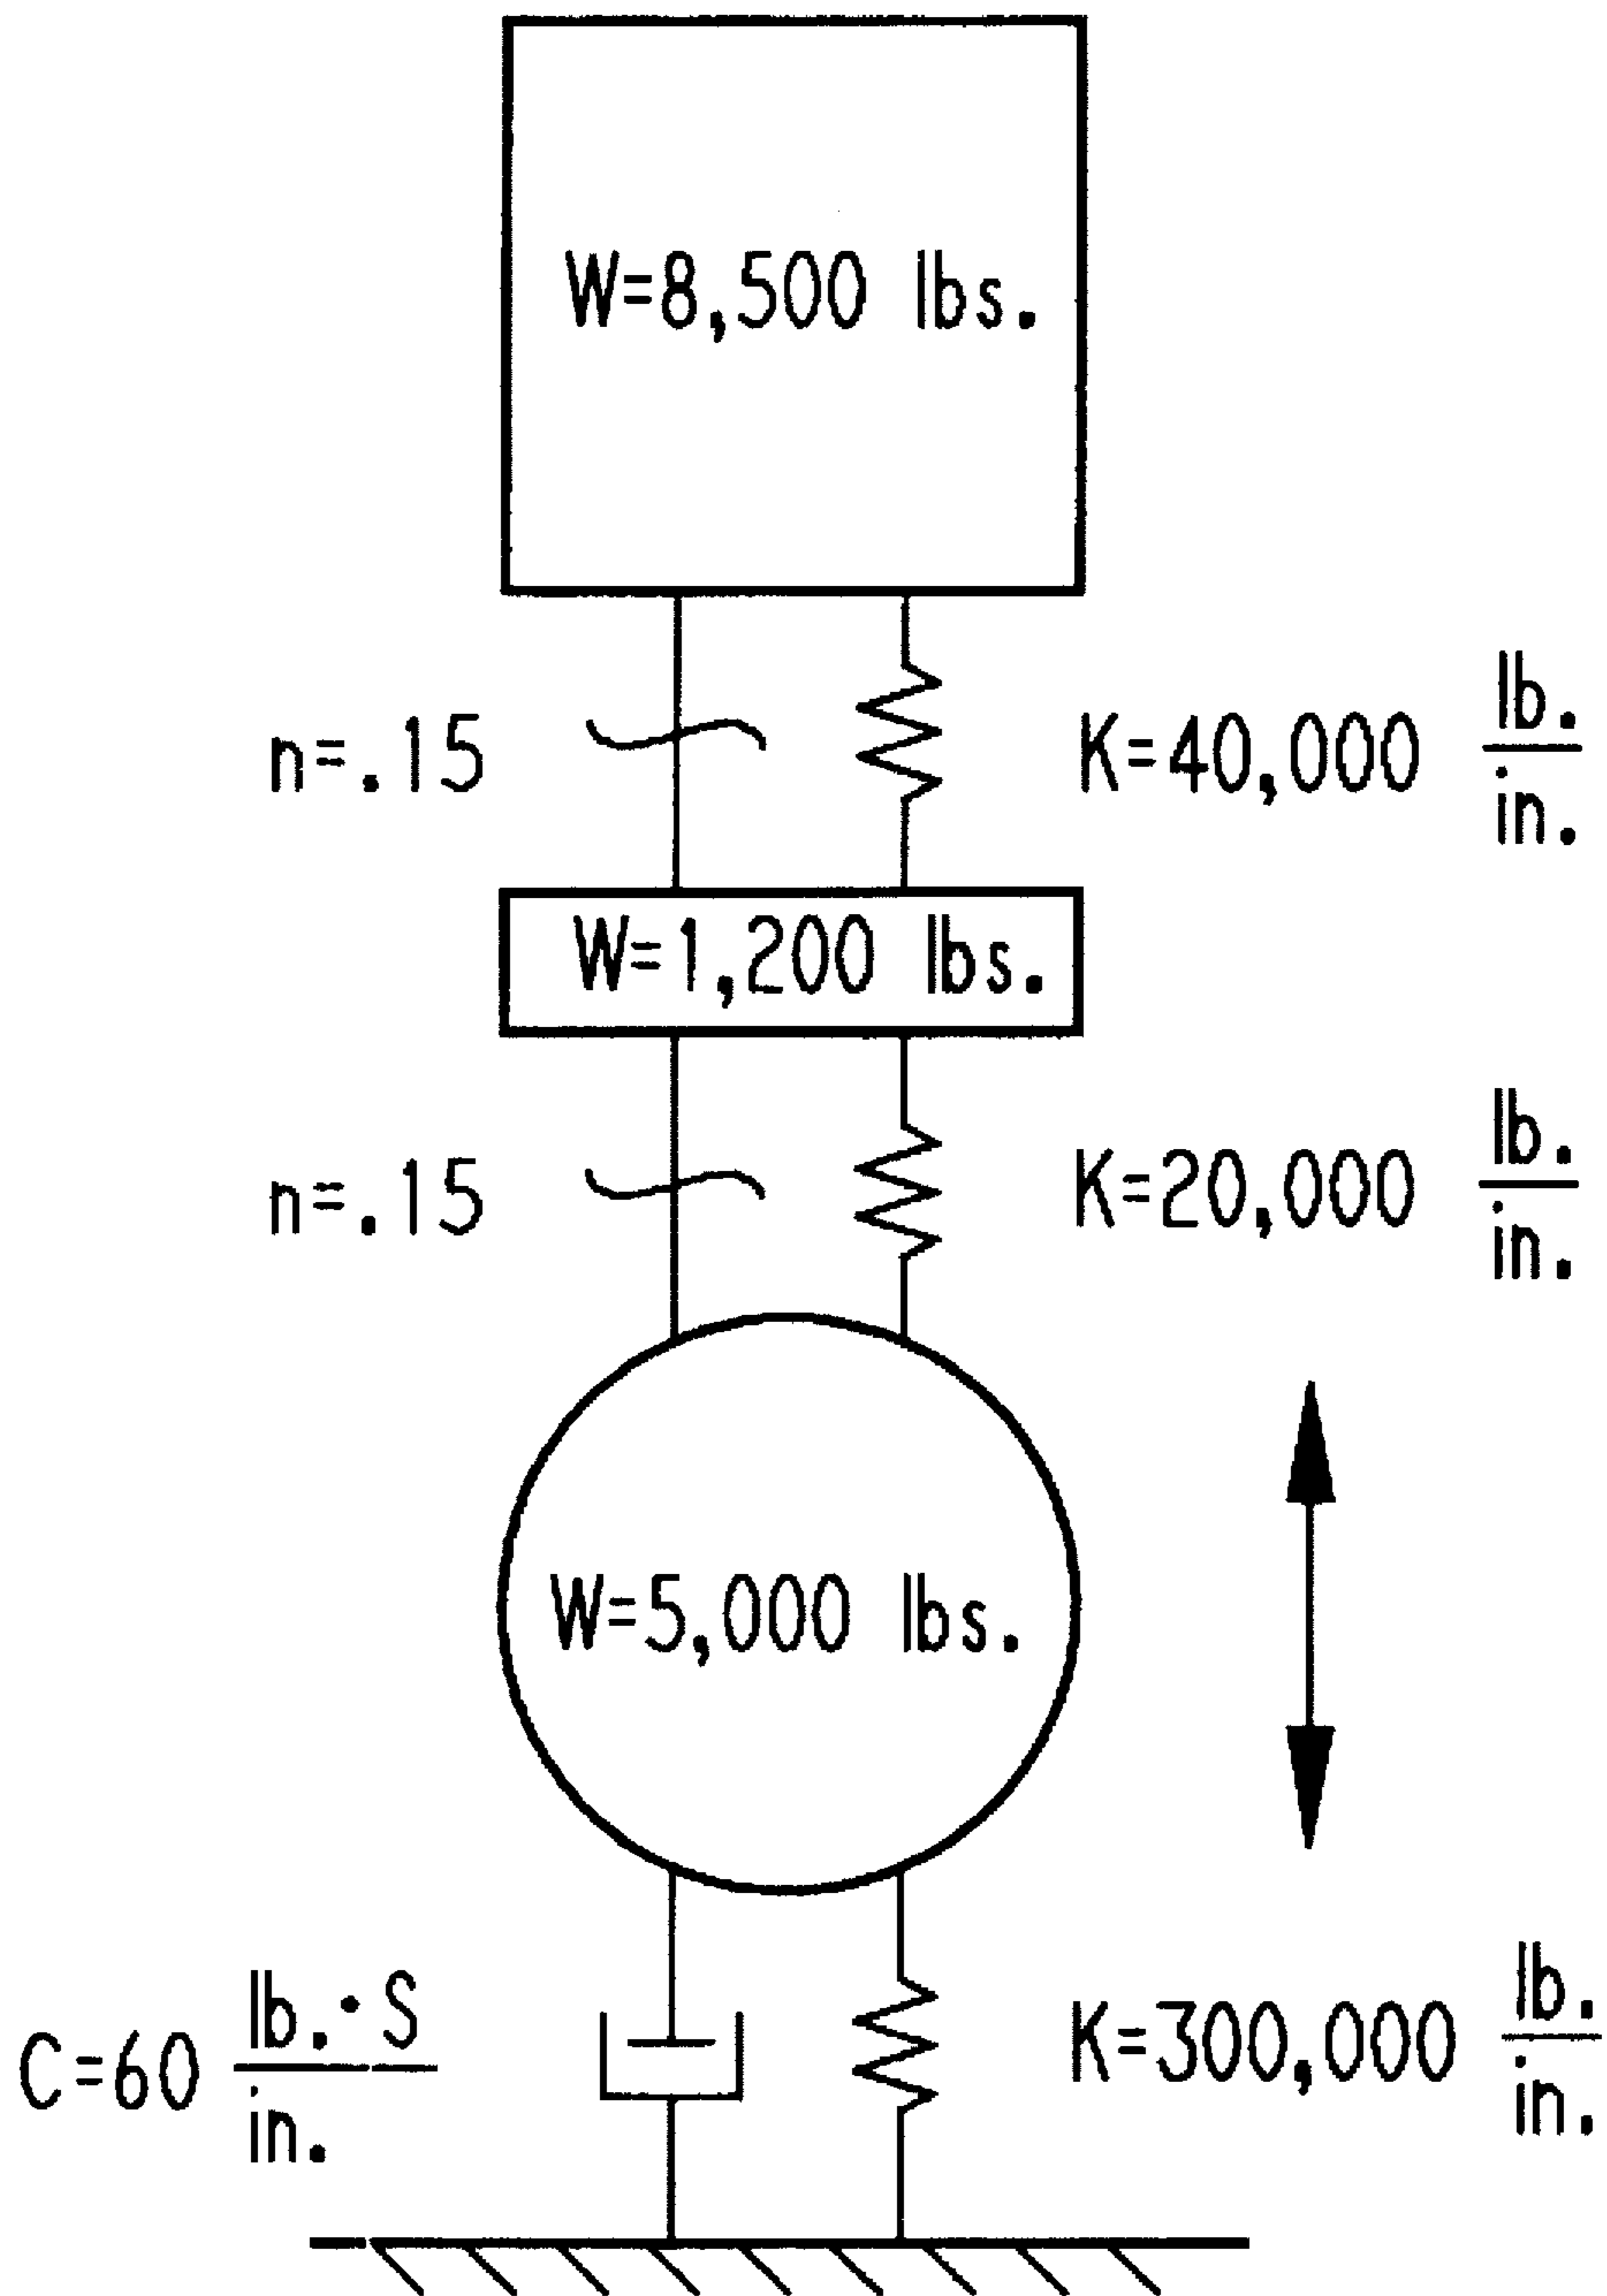 W=8,500 lbs.
n=.15
K=40,000 lb./in.
W=1,200 lbs.
n=.15
K=20,000 lb./in.
W=5,000 lbs.
C=60 lb.·S/in.
K=300,000 lb./in.